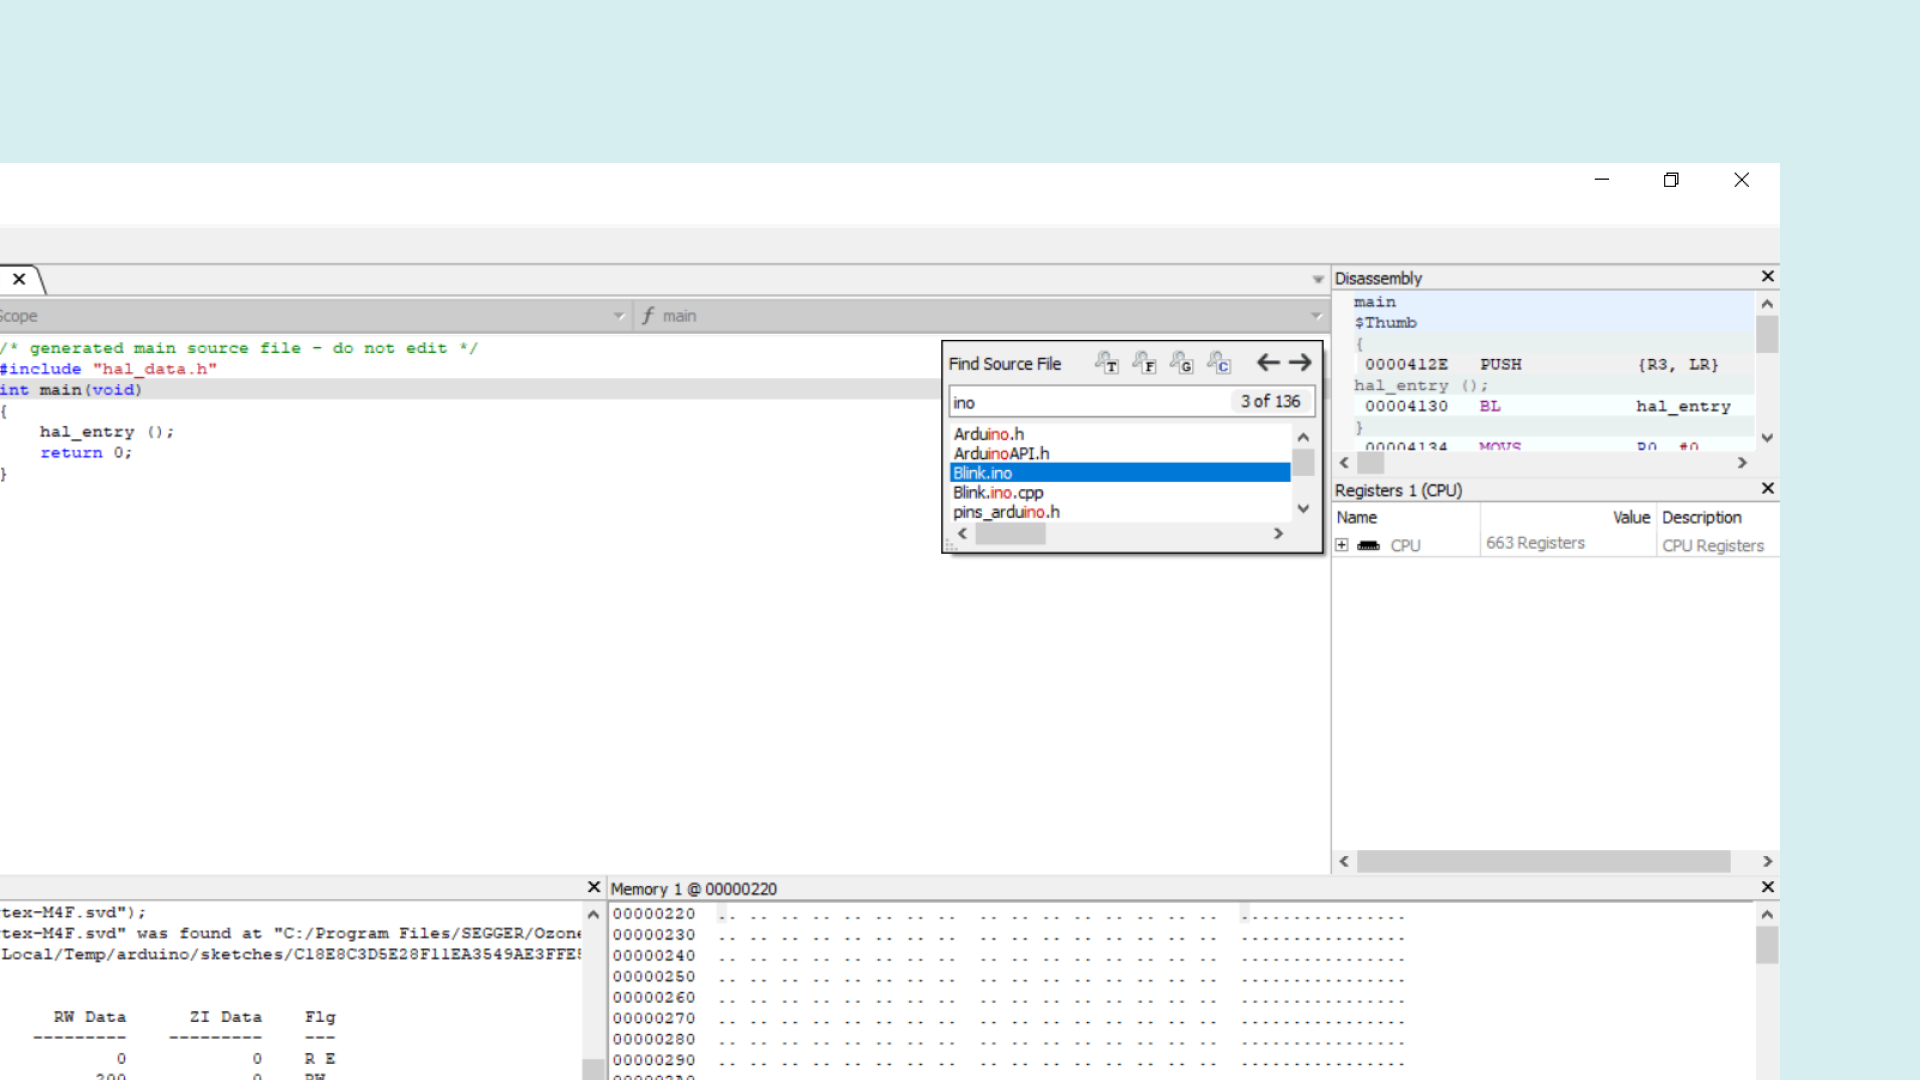 Scope
f main
/* generated main source file - do not edit */
#include "hal_data.h"
int main(void)
{
hal_entry ();
return 0;
}
Find Source File T F G C
ino 3 of 136
Arduino.h
ArduinoAPI.h
Blink.ino
Blink.ino.cpp
pins_arduino.h
Disassembly
main
$Thumb
{
0000412E PUSH {R3, LR}
hal_entry ();
00004130 BL hal_entry
}
00004134 MOVS R0, #0
Registers 1 (CPU)
Name Value Description
CPU 663 Registers CPU Registers
tex-M4F.svd");
tex-M4F.svd" was found at "C:/Program Files/SEGGER/Ozone
Local/Temp/arduino/sketches/C18E8C3D5E28F11EA3549AE3FFE
RW Data ZI Data Flg
--------- --------- ---
0 0 R E
0 RW
Memory 1 @ 00000220
00000220 .. .. .. .. .. .. .. .. .. .. .. .. .. .. .. .. ................
00000230 .. .. .. .. .. .. .. .. .. .. .. .. .. .. .. .. ................
00000240 .. .. .. .. .. .. .. .. .. .. .. .. .. .. .. .. ................
00000250 .. .. .. .. .. .. .. .. .. .. .. .. .. .. .. .. ................
00000260 .. .. .. .. .. .. .. .. .. .. .. .. .. .. .. .. ................
00000270 .. .. .. .. .. .. .. .. .. .. .. .. .. .. .. .. ................
00000280 .. .. .. .. .. .. .. .. .. .. .. .. .. .. .. .. ................
00000290 .. .. .. .. .. .. .. .. .. .. .. .. .. .. .. .. ................